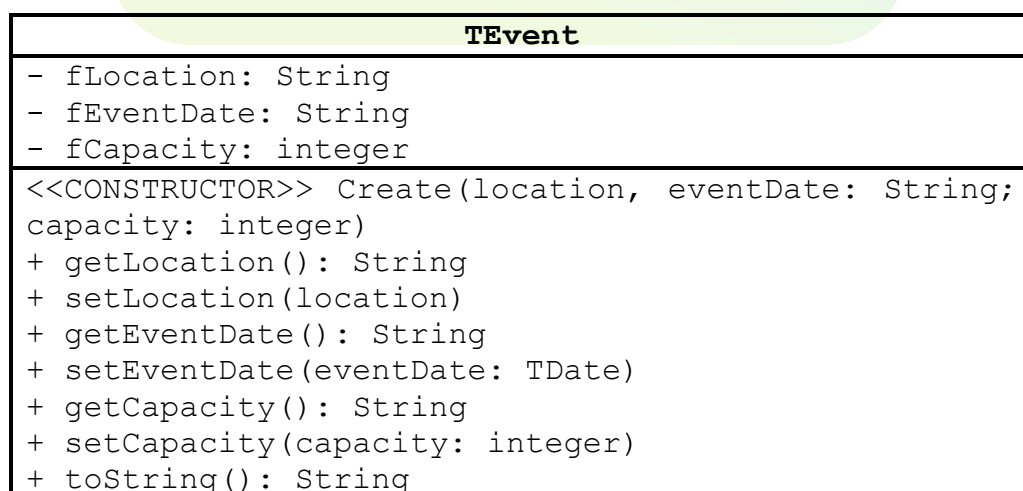 TEvent
- fLocation: String
- fEventDate: String
- fCapacity: integer
<<CONSTRUCTOR>> Create(location, eventDate: String;
capacity: integer)
+ getLocation(): String
+ setLocation(location)
+ getEventDate(): String
+ setEventDate(eventDate: TDate)
+ getCapacity(): String
+ setCapacity(capacity: integer)
+ toString(): String